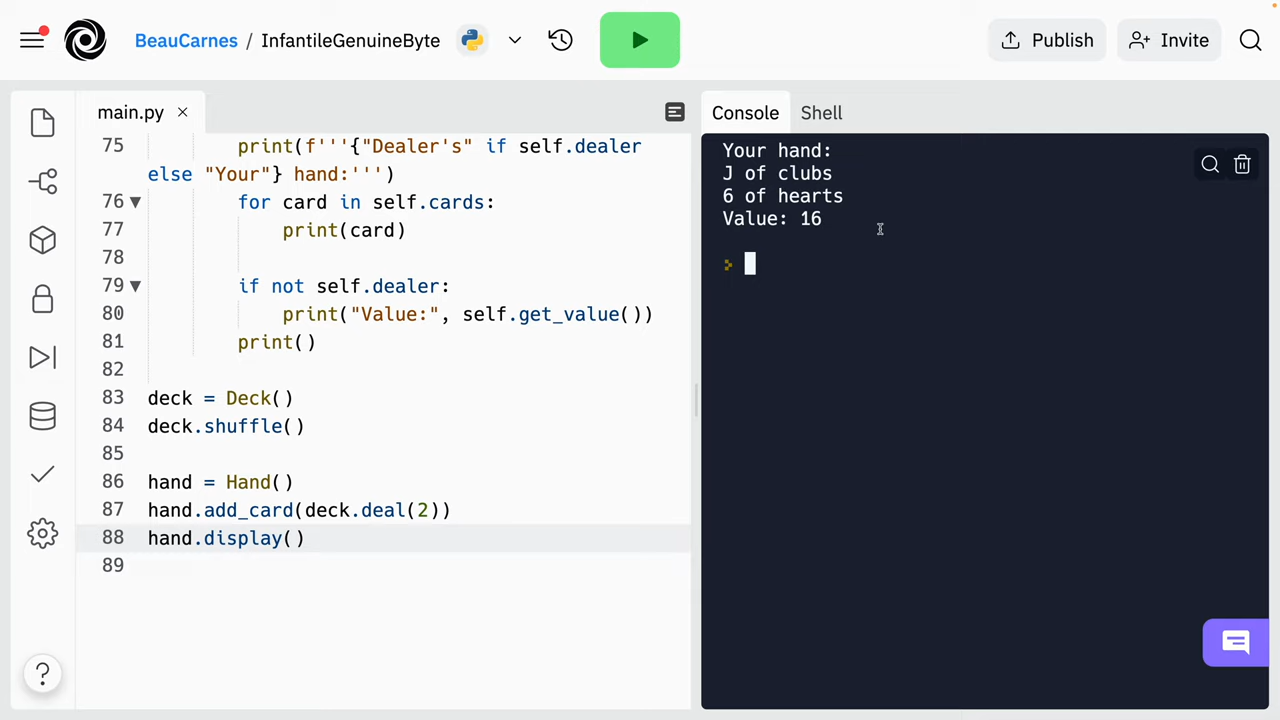 BeauCarnes / InfantileGenuineByte
Publish
Invite
main.py
Console
Shell
75 print(f'''{"Dealer's" if self.dealer
else "Your"} hand:''')
76 for card in self.cards:
77 print(card)
78
79 if not self.dealer:
80 print("Value:", self.get_value())
81 print()
82
83 deck = Deck()
84 deck.shuffle()
85
86 hand = Hand()
87 hand.add_card(deck.deal(2))
88 hand.display()
89
Your hand:
J of clubs
6 of hearts
Value: 16
?